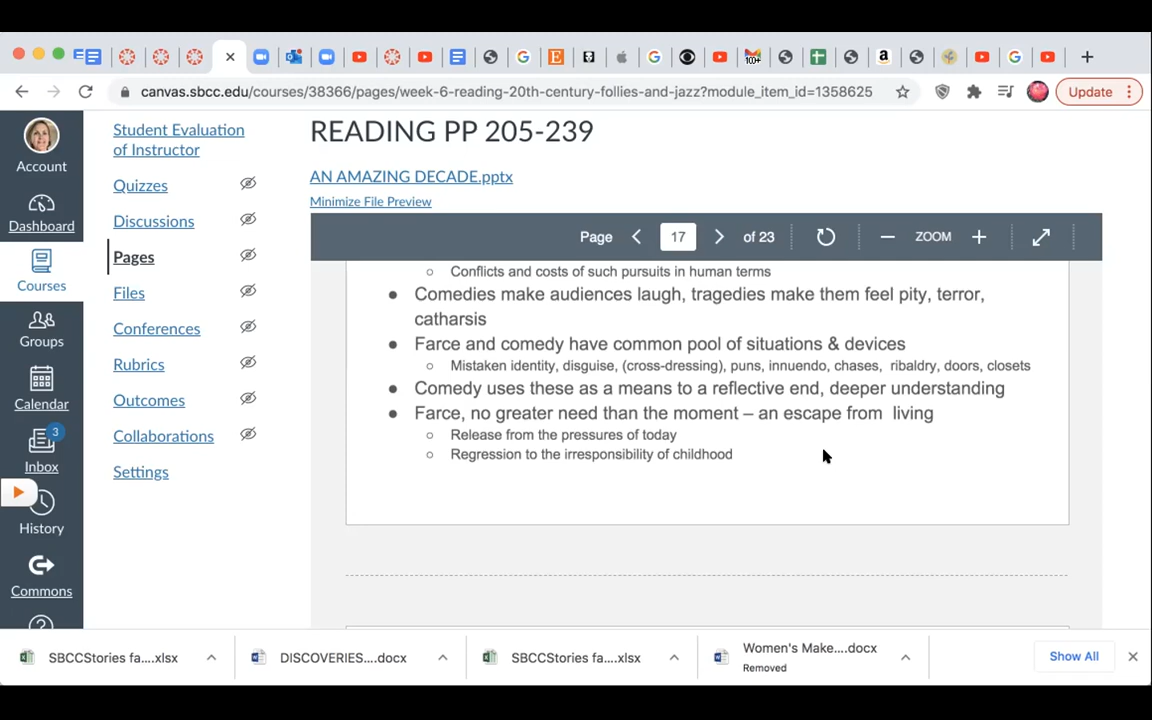 canvas.sbcc.edu/courses/38366/pages/week-6-reading-20th-century-follies-and-jazz?module_item_id=1358625
Update
100+
Account
Dashboard
Courses
Groups
Calendar
3
Inbox
History
Commons
Student Evaluation
of Instructor
Quizzes
Discussions
Pages
Files
Conferences
Rubrics
Outcomes
Collaborations
Settings
READING PP 205-239
AN AMAZING DECADE.pptx
Minimize File Preview
Page 17 of 23 ZOOM
Conflicts and costs of such pursuits in human terms
Comedies make audiences laugh, tragedies make them feel pity, terror,
catharsis
Farce and comedy have common pool of situations & devices
Mistaken identity, disguise, (cross-dressing), puns, innuendo, chases, ribaldry, doors, closets
Comedy uses these as a means to a reflective end, deeper understanding
Farce, no greater need than the moment – an escape from living
Release from the pressures of today
Regression to the irresponsibility of childhood
SBCCStories fa....xlsx
DISCOVERIES....docx
SBCCStories fa....xlsx
Women's Make....docx
Removed
Show All